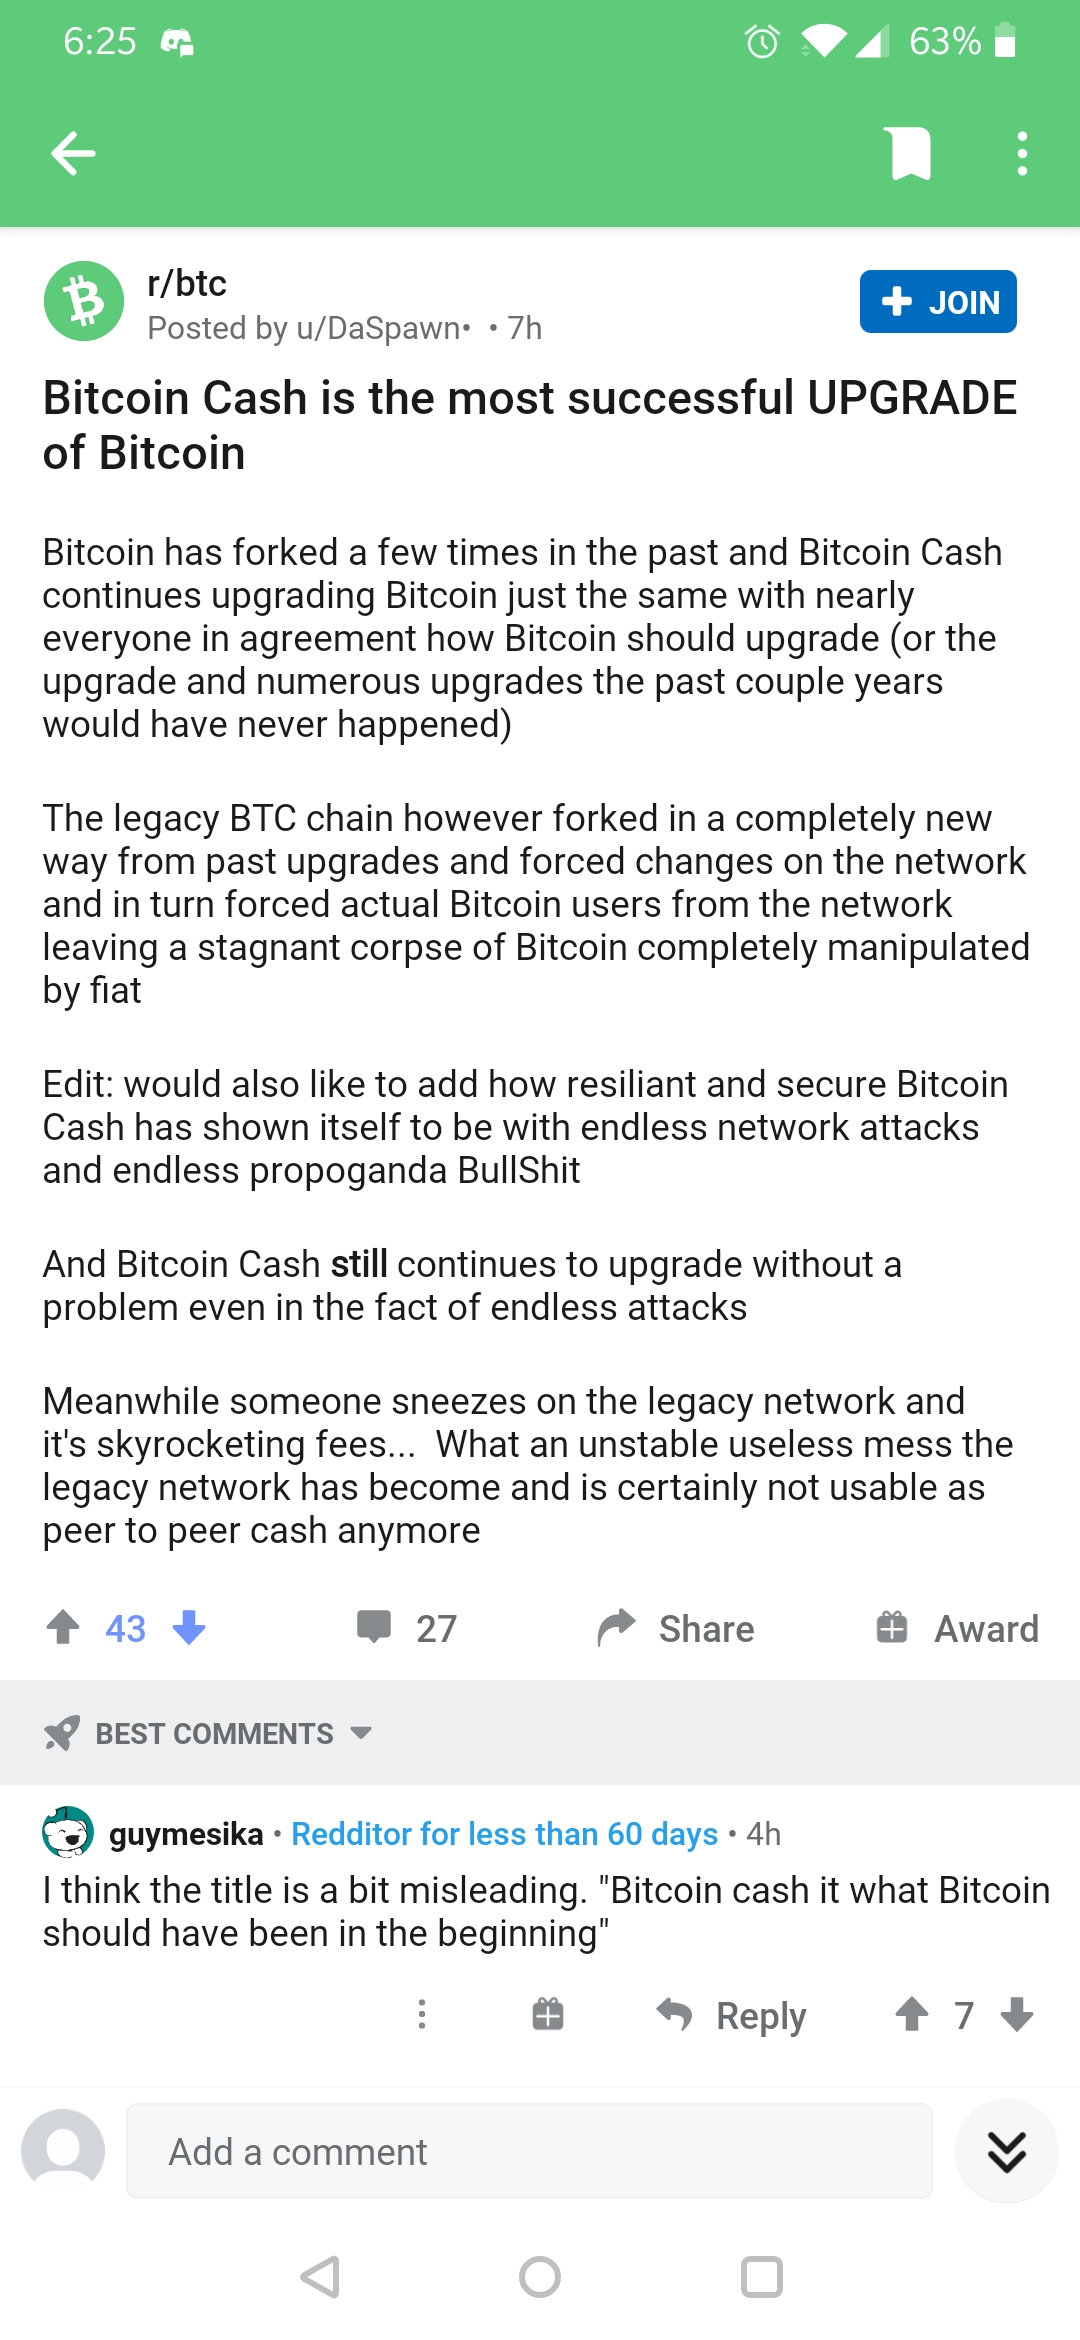 6:25
63%
r/btc
Posted by u/DaSpawn• • 7h
JOIN
Bitcoin Cash is the most successful UPGRADE
of Bitcoin
Bitcoin has forked a few times in the past and Bitcoin Cash
continues upgrading Bitcoin just the same with nearly
everyone in agreement how Bitcoin should upgrade (or the
upgrade and numerous upgrades the past couple years
would have never happened)
The legacy BTC chain however forked in a completely new
way from past upgrades and forced changes on the network
and in turn forced actual Bitcoin users from the network
leaving a stagnant corpse of Bitcoin completely manipulated
by fiat
Edit: would also like to add how resiliant and secure Bitcoin
Cash has shown itself to be with endless network attacks
and endless propoganda BullShit
And Bitcoin Cash still continues to upgrade without a
problem even in the fact of endless attacks
Meanwhile someone sneezes on the legacy network and
it's skyrocketing fees... What an unstable useless mess the
legacy network has become and is certainly not usable as
peer to peer cash anymore
43 27 Share Award
BEST COMMENTS
guymesika • Redditor for less than 60 days • 4h
I think the title is a bit misleading. "Bitcoin cash it what Bitcoin
should have been in the beginning"
Reply 7
Add a comment